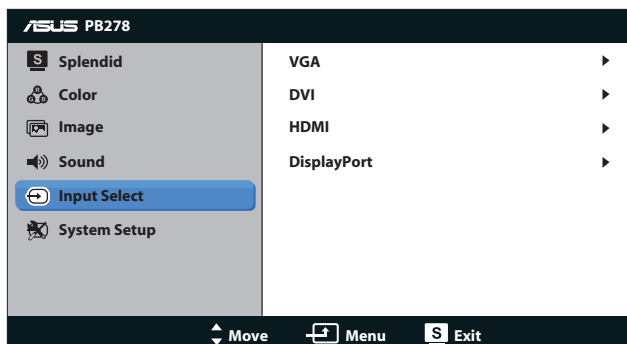 ASUS PB278
S Splendid
R G B Color
Image
Sound
Input Select
System Setup
VGA
DVI
HDMI
DisplayPort
Move Menu S Exit